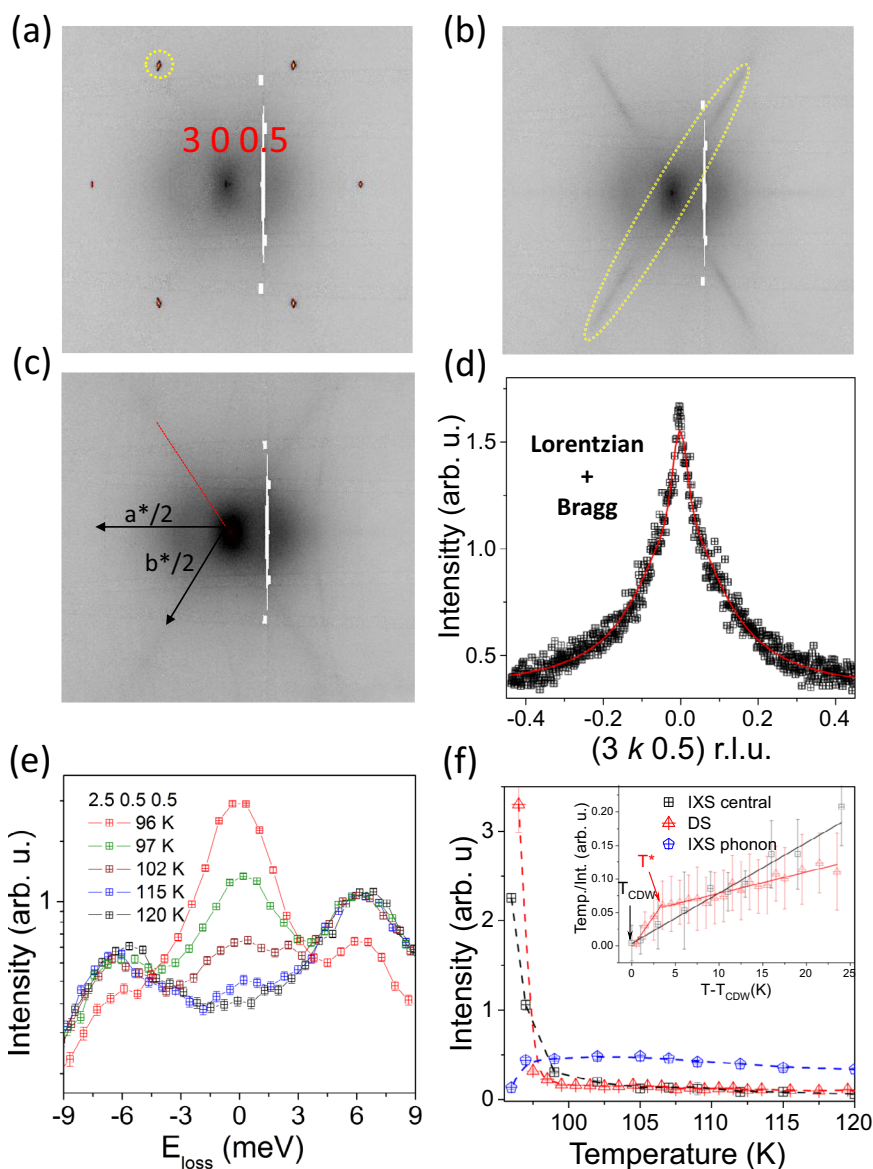 (a)
3 0 0.5
(b)
(c)
a*/2
b*/2
(d)
Lorentzian
+
Bragg
Intensitty (arb. u.)
1.5
1.0
0.5
-0.4 -0.2 0.0 0.2 0.4
(3 k 0.5) r.l.u.
(e)
2.5 0.5 0.5
96 K
97 K
102 K
115 K
120 K
Intensity (arb. u.)
1
-9 -6 -3 0 3 6 9
E_loss (meV)
(f)
IXS central
DS
IXS phonon
Intensity
3
2
1
0
100 105 110 115 120
Temperature (K)
Temp./Int. (arb. u.)
0.20
0.15
0.10
0.05
0.00
T*
T_CDW
0 5 10 15 20 25
T-T_CDW(K)